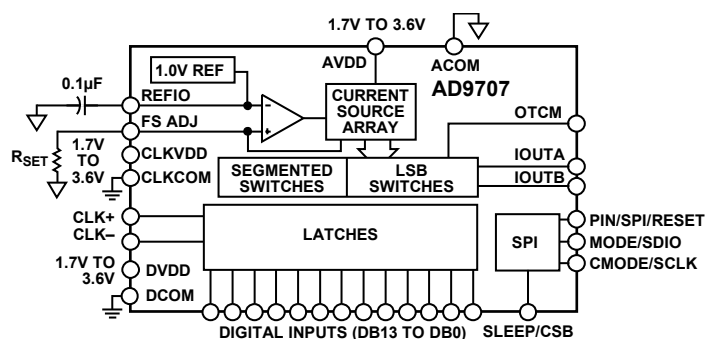 1.7V TO 3.6V
AVDD
ACOM
AD9707
1.0V REF
0.1µF
REFIO
FS ADJ
CURRENT
SOURCE
ARRAY
OTCM
RSET
1.7V
TO
3.6V
CLKVDD
CLKCOM
SEGMENTED
SWITCHES
LSB
SWITCHES
IOUTA
IOUTB
CLK+
CLK–
LATCHES
SPI
PIN/SPI/RESET
MODE/SDIO
CMODE/SCLK
1.7V TO
3.6V
DVDD
DCOM
DIGITAL INPUTS (DB13 TO DB0)
SLEEP/CSB